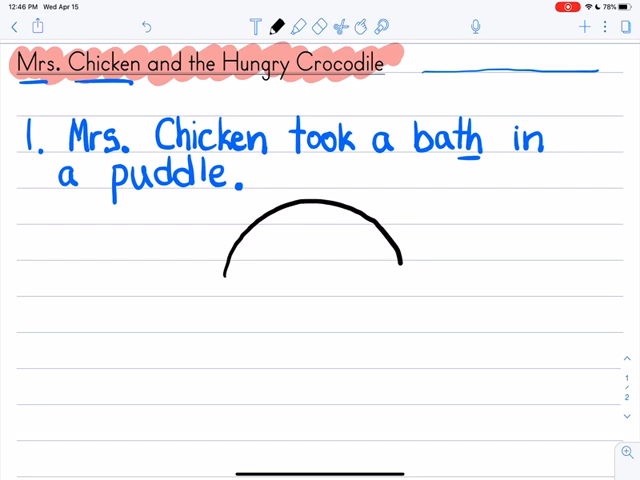 12:46 PM Wed Apr 15
78%
Mrs. Chicken and the Hungry Crocodile
1. Mrs. Chicken took a bath in
a puddle.
1
/
2